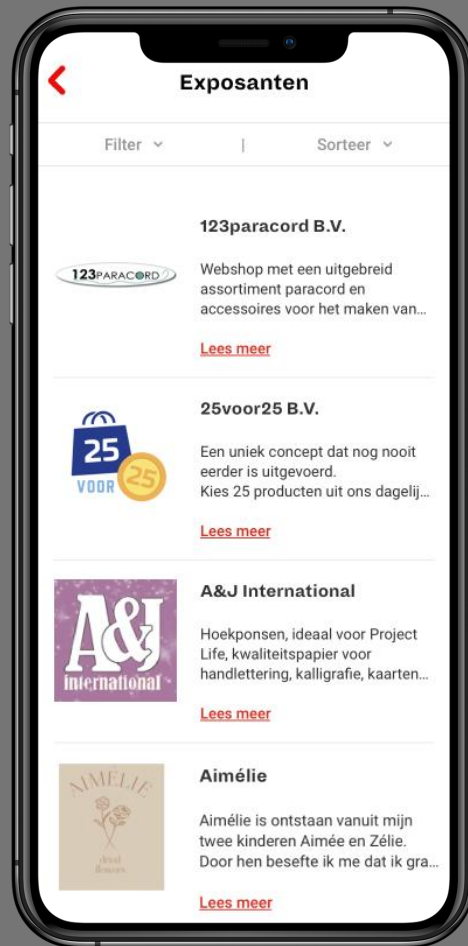 Exposanten
Filter | Sorteer
123paracord B.V.
123PARACORD
Webshop met een uitgebreid
assortiment paracord en
accessoires voor het maken van...
Lees meer
25voor25 B.V.
25
VOOR 25
Een uniek concept dat nog nooit
eerder is uitgevoerd.
Kies 25 producten uit ons dagelij...
Lees meer
A&J International
A&J
international
Hoekponsen, ideaal voor Project
Life, kwaliteitspapier voor
handlettering, kalligrafie, kaarten...
Lees meer
Aimélie
AIMÉLIE
dried
flowers
Aimélie is ontstaan vanuit mijn
twee kinderen Aimée en Zélie.
Door hen besefte ik me dat ik gra...
Lees meer